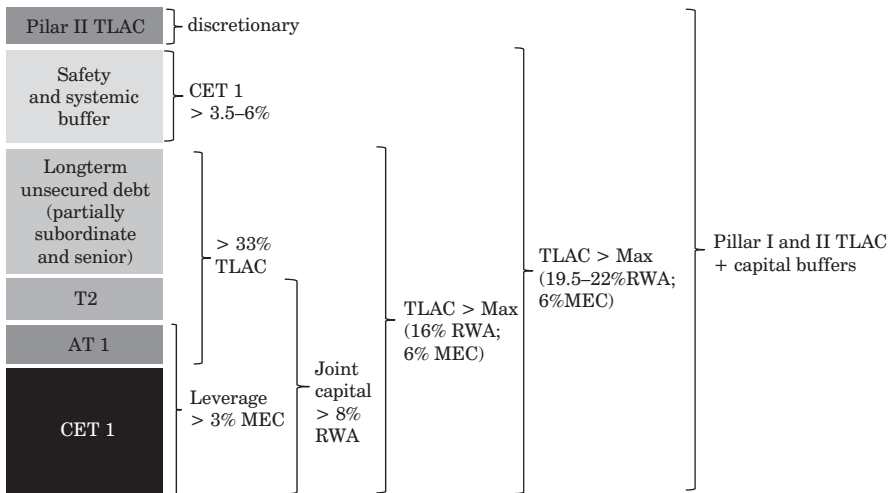 Pilar II TLAC
discretionary
Safety
and systemic
buffer
CET 1
> 3.5–6%
Longterm
unsecured debt
(partially
subordinate
and senior)
> 33%
TLAC
T2
AT 1
CET 1
Leverage
> 3% MEC
Joint
capital
> 8%
RWA
TLAC > Max
(16% RWA;
6% MEC)
TLAC > Max
(19.5–22%RWA;
6%MEC)
Pillar I and II TLAC
+ capital buffers